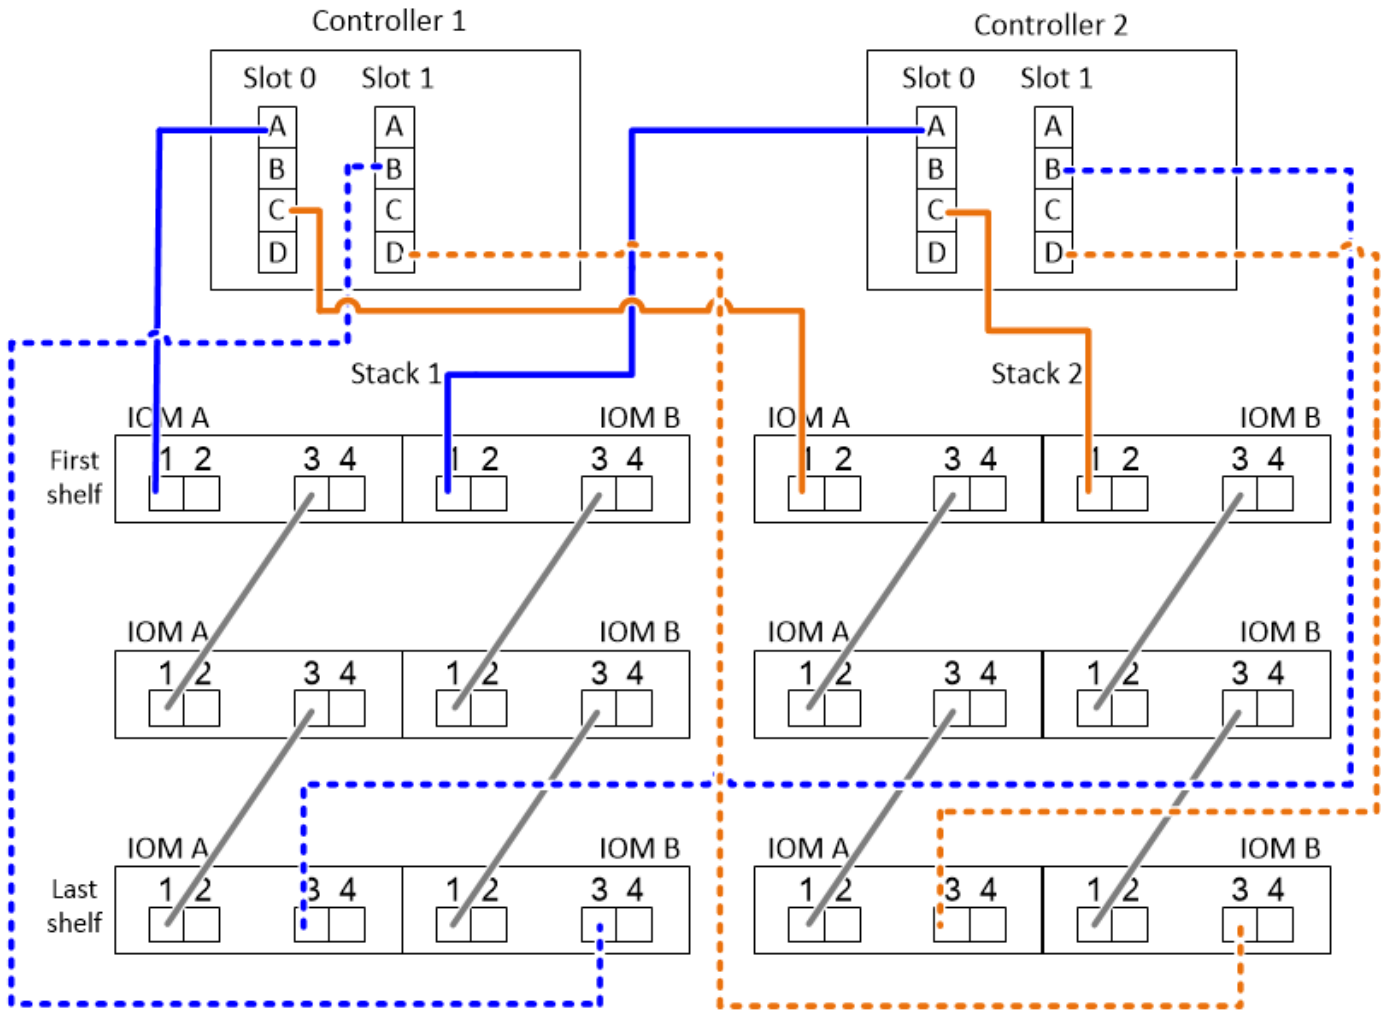 Controller 1
Controller 2
Slot 0 Slot 1
Slot 0 Slot 1
A A
B B
C C
D D
A A
B B
C C
D D
Stack 1
Stack 2
IOM A IOM B
IOM A IOM B
First
shelf
1 2 3 4 1 2 3 4
1 2 3 4 1 2 3 4
IOM A IOM B
IOM A IOM B
1 2 3 4 1 2 3 4
1 2 3 4 1 2 3 4
IOM A IOM B
IOM A IOM B
Last
shelf
1 2 3 4 1 2 3 4
1 2 3 4 1 2 3 4